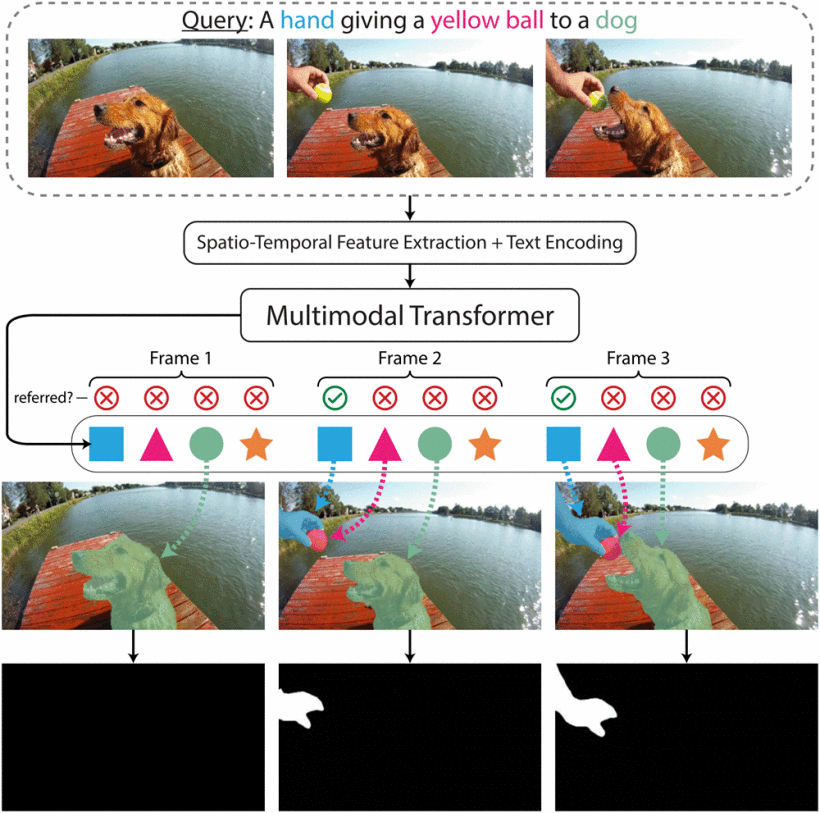 Query: A hand giving a yellow ball to a dog
Spatio-Temporal Feature Extraction + Text Encoding
Multimodal Transformer
Frame 1 Frame 2 Frame 3
referred?